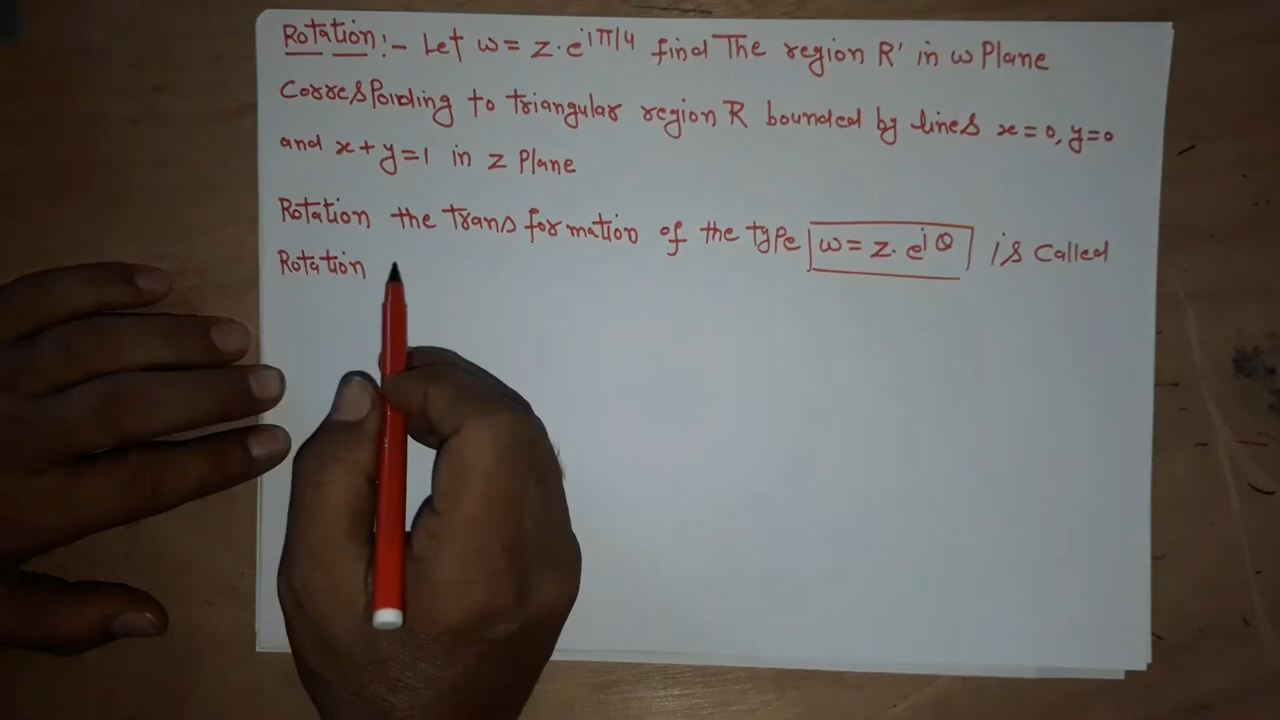 Rotation:- Let w = z·e^iπ/4 find The region R' in w Plane
Corresponding to triangular region R bounded by lines x=0, y=0
and x+y=1 in z Plane
Rotation the transformation of the type w = z·e^iθ is called
Rotation